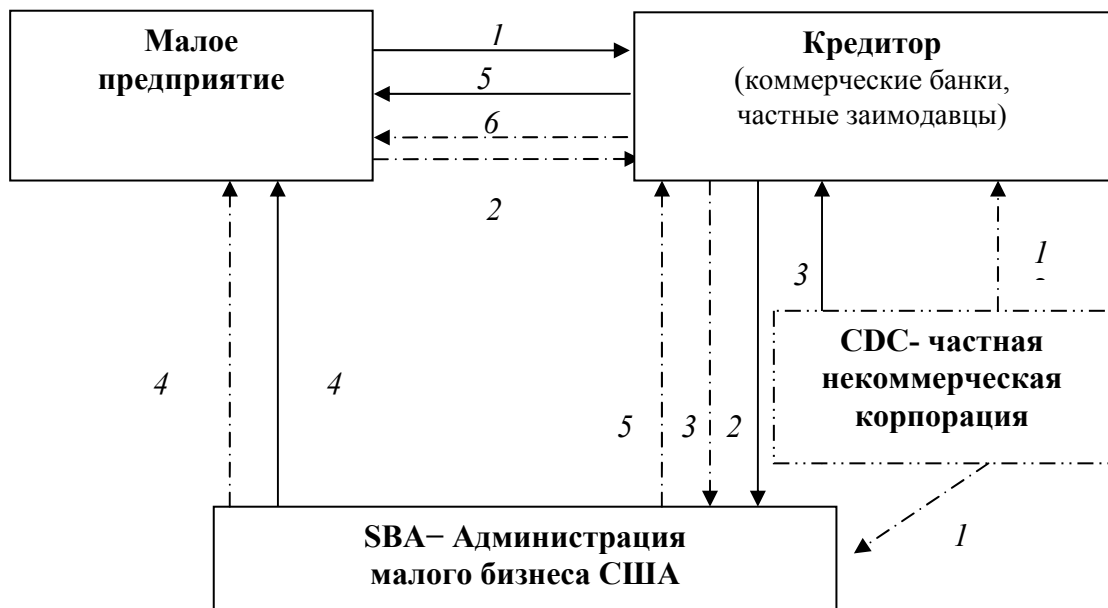 Малое
предприятие
1
5
6
2
Кредитор
(коммерческие банки,
частные заимодавцы)
3
1
CDC- частная
некоммерческая
корпорация
4
4
5
3
2
1
SBA− Администрация
малого бизнеса США